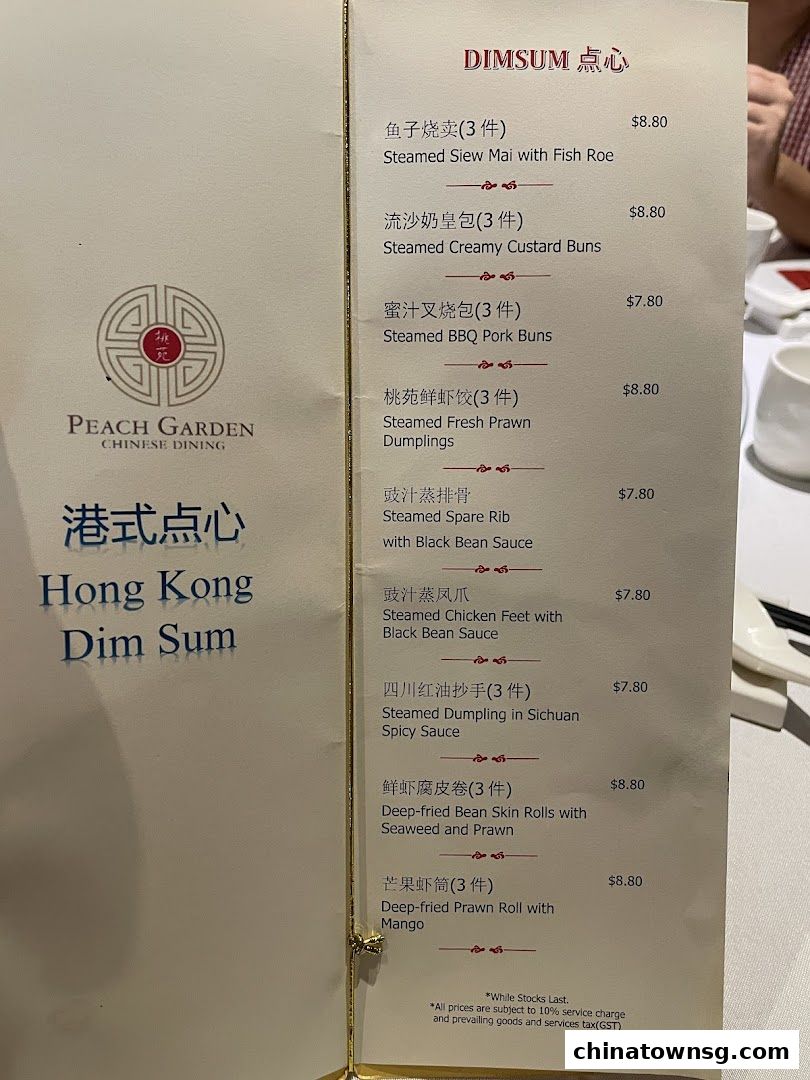 桃苑
PEACH GARDEN
CHINESE DINING
港式点心
Hong Kong
Dim Sum
DIMSUM 点心
鱼子烧卖(3 件) $8.80
Steamed Siew Mai with Fish Roe
流沙奶皇包(3 件) $8.80
Steamed Creamy Custard Buns
蜜汁叉烧包(3 件) $7.80
Steamed BBQ Pork Buns
桃苑鲜虾饺(3 件) $8.80
Steamed Fresh Prawn
Dumplings
豉汁蒸排骨 $7.80
Steamed Spare Rib
with Black Bean Sauce
豉汁蒸凤爪 $7.80
Steamed Chicken Feet with
Black Bean Sauce
四川红油抄手(3 件) $7.80
Steamed Dumpling in Sichuan
Spicy Sauce
鲜虾腐皮卷(3 件) $8.80
Deep-fried Bean Skin Rolls with
Seaweed and Prawn
芒果虾筒(3 件) $8.80
Deep-fried Prawn Roll with
Mango
*While Stocks Last.
*All prices are subject to 10% service charge
and prevailing goods and services tax(GST)
chinatownsg.com